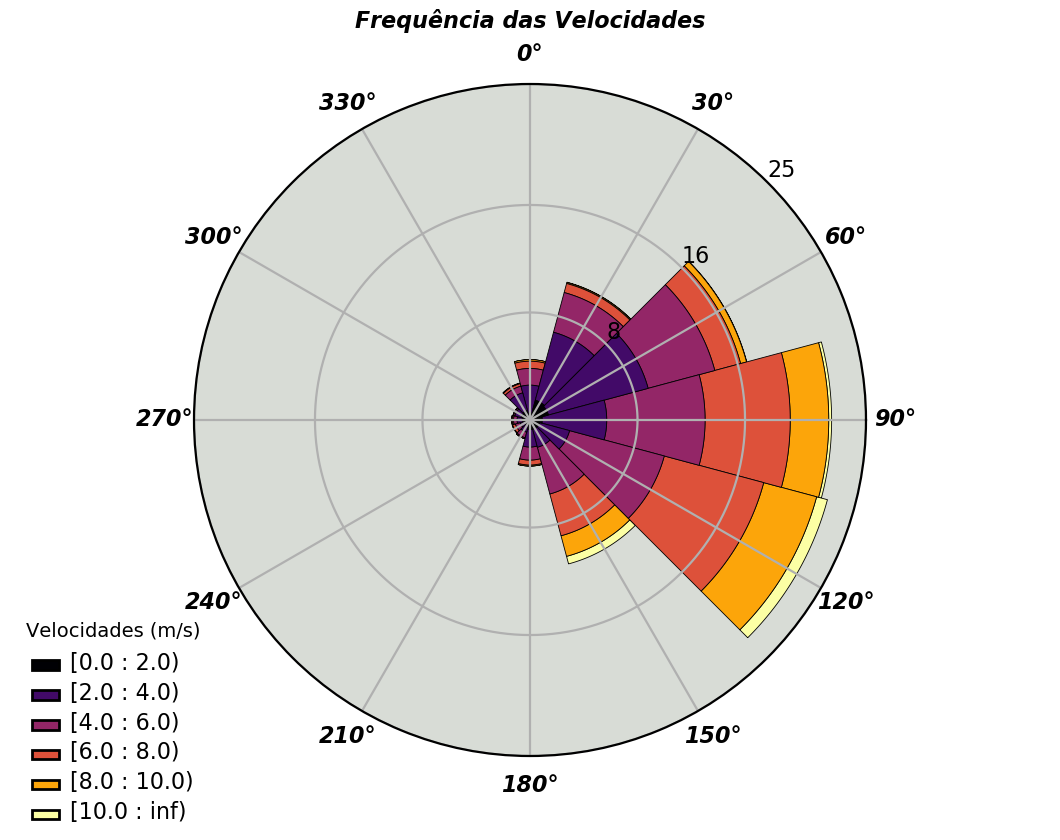 Frequência das Velocidades
0°
330°
30°
25
300°
60°
16
8
270°
90°
240°
120°
210°
150°
180°
Velocidades (m/s)
[0.0 : 2.0)
[2.0 : 4.0)
[4.0 : 6.0)
[6.0 : 8.0)
[8.0 : 10.0)
[10.0 : inf)